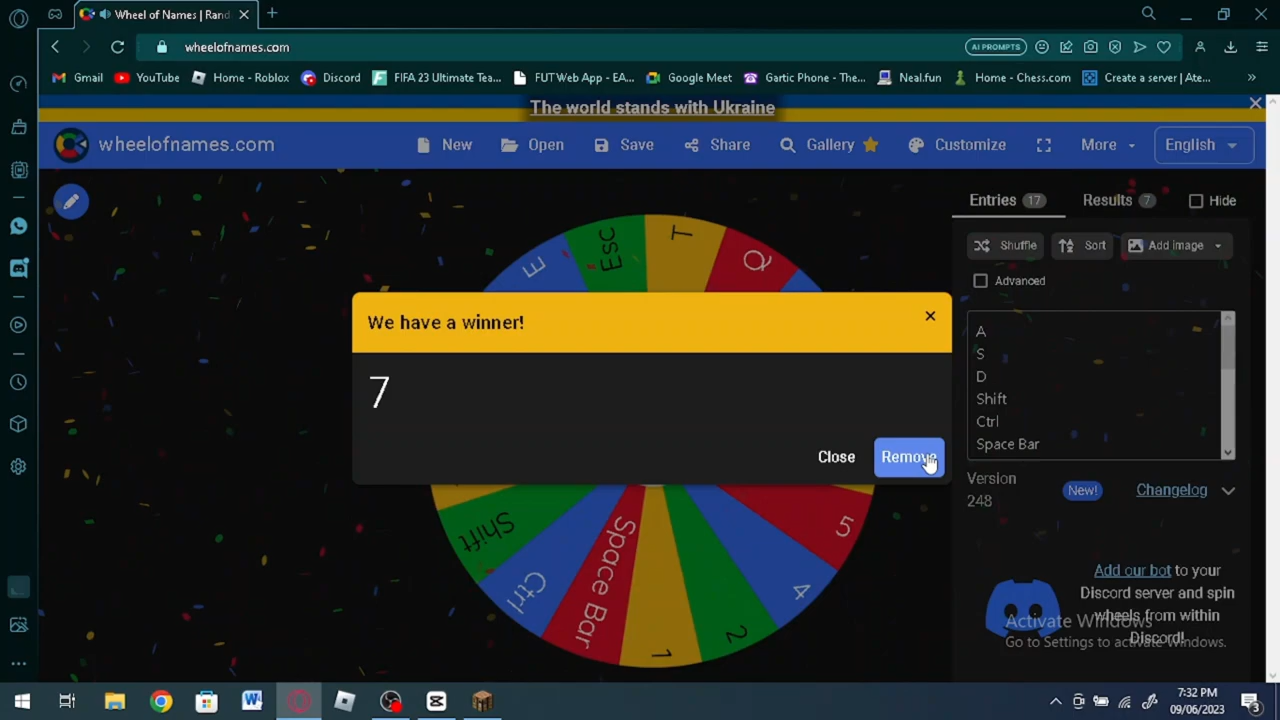 Wheel of Names | Rand
wheelofnames.com
AI PROMPTS
Gmail
YouTube
Home - Roblox
Discord
FIFA 23 Ultimate Tea...
FUT Web App - EA...
Google Meet
Gartic Phone - The...
Neal.fun
Home - Chess.com
Create a server | Ate...
The world stands with Ukraine
wheelofnames.com
New
Open
Save
Share
Gallery
Customize
More
English
Entries 17
Results 7
Hide
Shuffle
Sort
Add image
Advanced
A
S
D
Shift
Ctrl
Space Bar
E
Esc
T
Q
We have a winner!
7
Close
Remove
Shift
Ctrl
Space Bar
1
2
4
5
Version
248
New!
Changelog
Add our bot to your
Discord server and spin
wheels from within
Discord!
Activate Windows
Go to Settings to activate Windows.
7:32 PM
09/06/2023
3